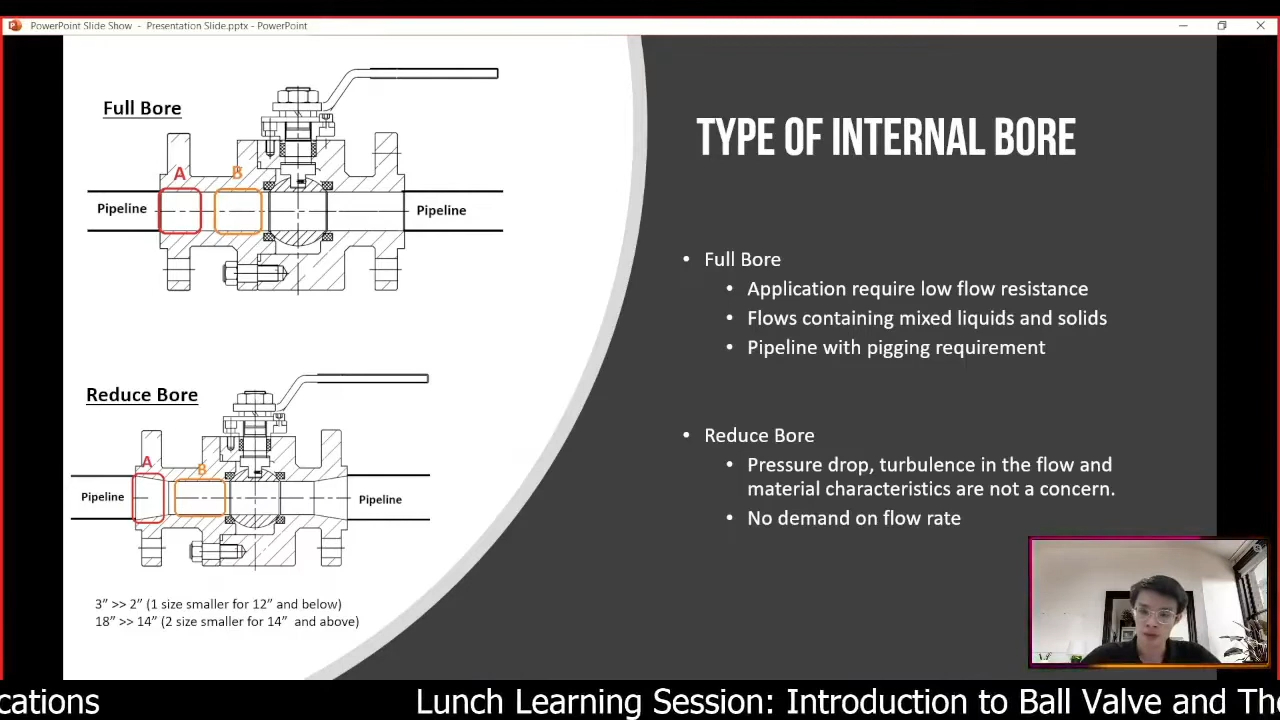 PowerPoint Slide Show - Presentation Slide.pptx - PowerPoint
Full Bore
A
B
Pipeline
Pipeline
Reduce Bore
A
B
Pipeline
Pipeline
3” >> 2” (1 size smaller for 12” and below)
18” >> 14” (2 size smaller for 14” and above)
TYPE OF INTERNAL BORE
• Full Bore
• Application require low flow resistance
• Flows containing mixed liquids and solids
• Pipeline with pigging requirement
• Reduce Bore
• Pressure drop, turbulence in the flow and
material characteristics are not a concern.
• No demand on flow rate
cations Lunch Learning Session: Introduction to Ball Valve and The